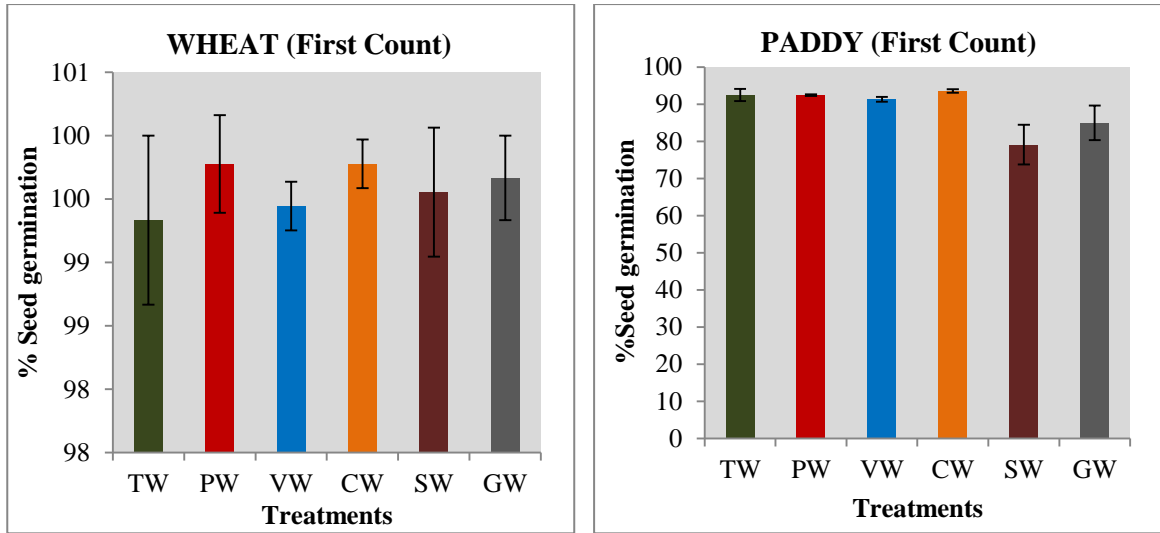 WHEAT (First Count)
% Seed germination
101
100
100
99
99
98
98
TW PW VW CW SW GW
Treatments
PADDY (First Count)
%Seed germination
100
90
80
70
60
50
40
30
20
10
0
TW PW VW CW SW GW
Treatments